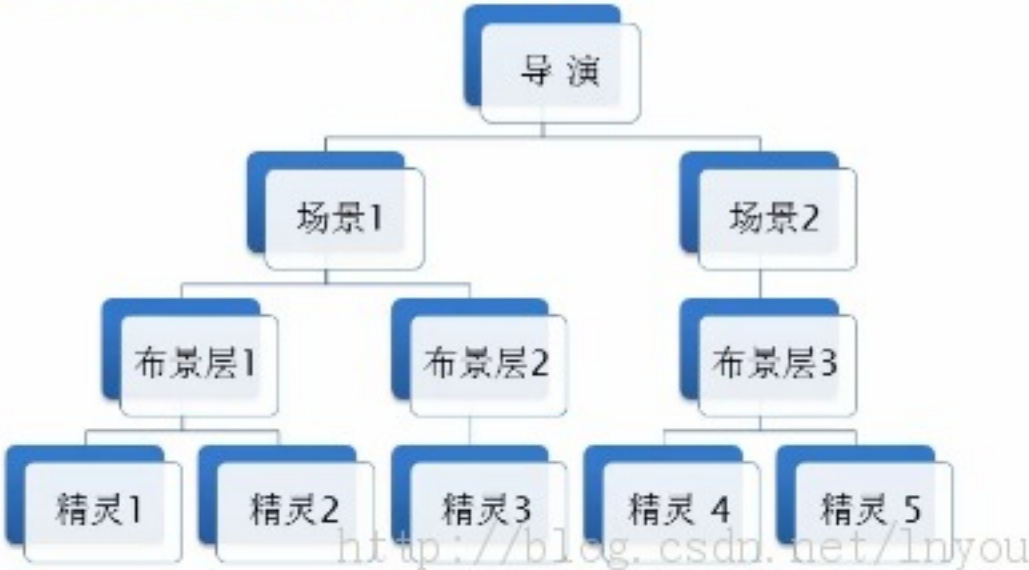 导 演
场景1
场景2
布景层1
布景层2
布景层3
精灵1
精灵2
精灵3
精灵 4
精灵 5
http://blog.csdn.net/lnyou